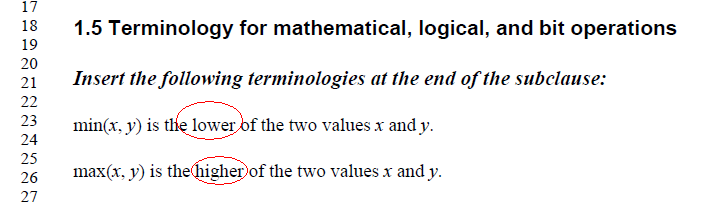 17
18 1.5 Terminology for mathematical, logical, and bit operations
19
20
21 Insert the following terminologies at the end of the subclause:
22
23 min(x, y) is the lower of the two values x and y.
24
25
26 max(x, y) is the higher of the two values x and y.
27